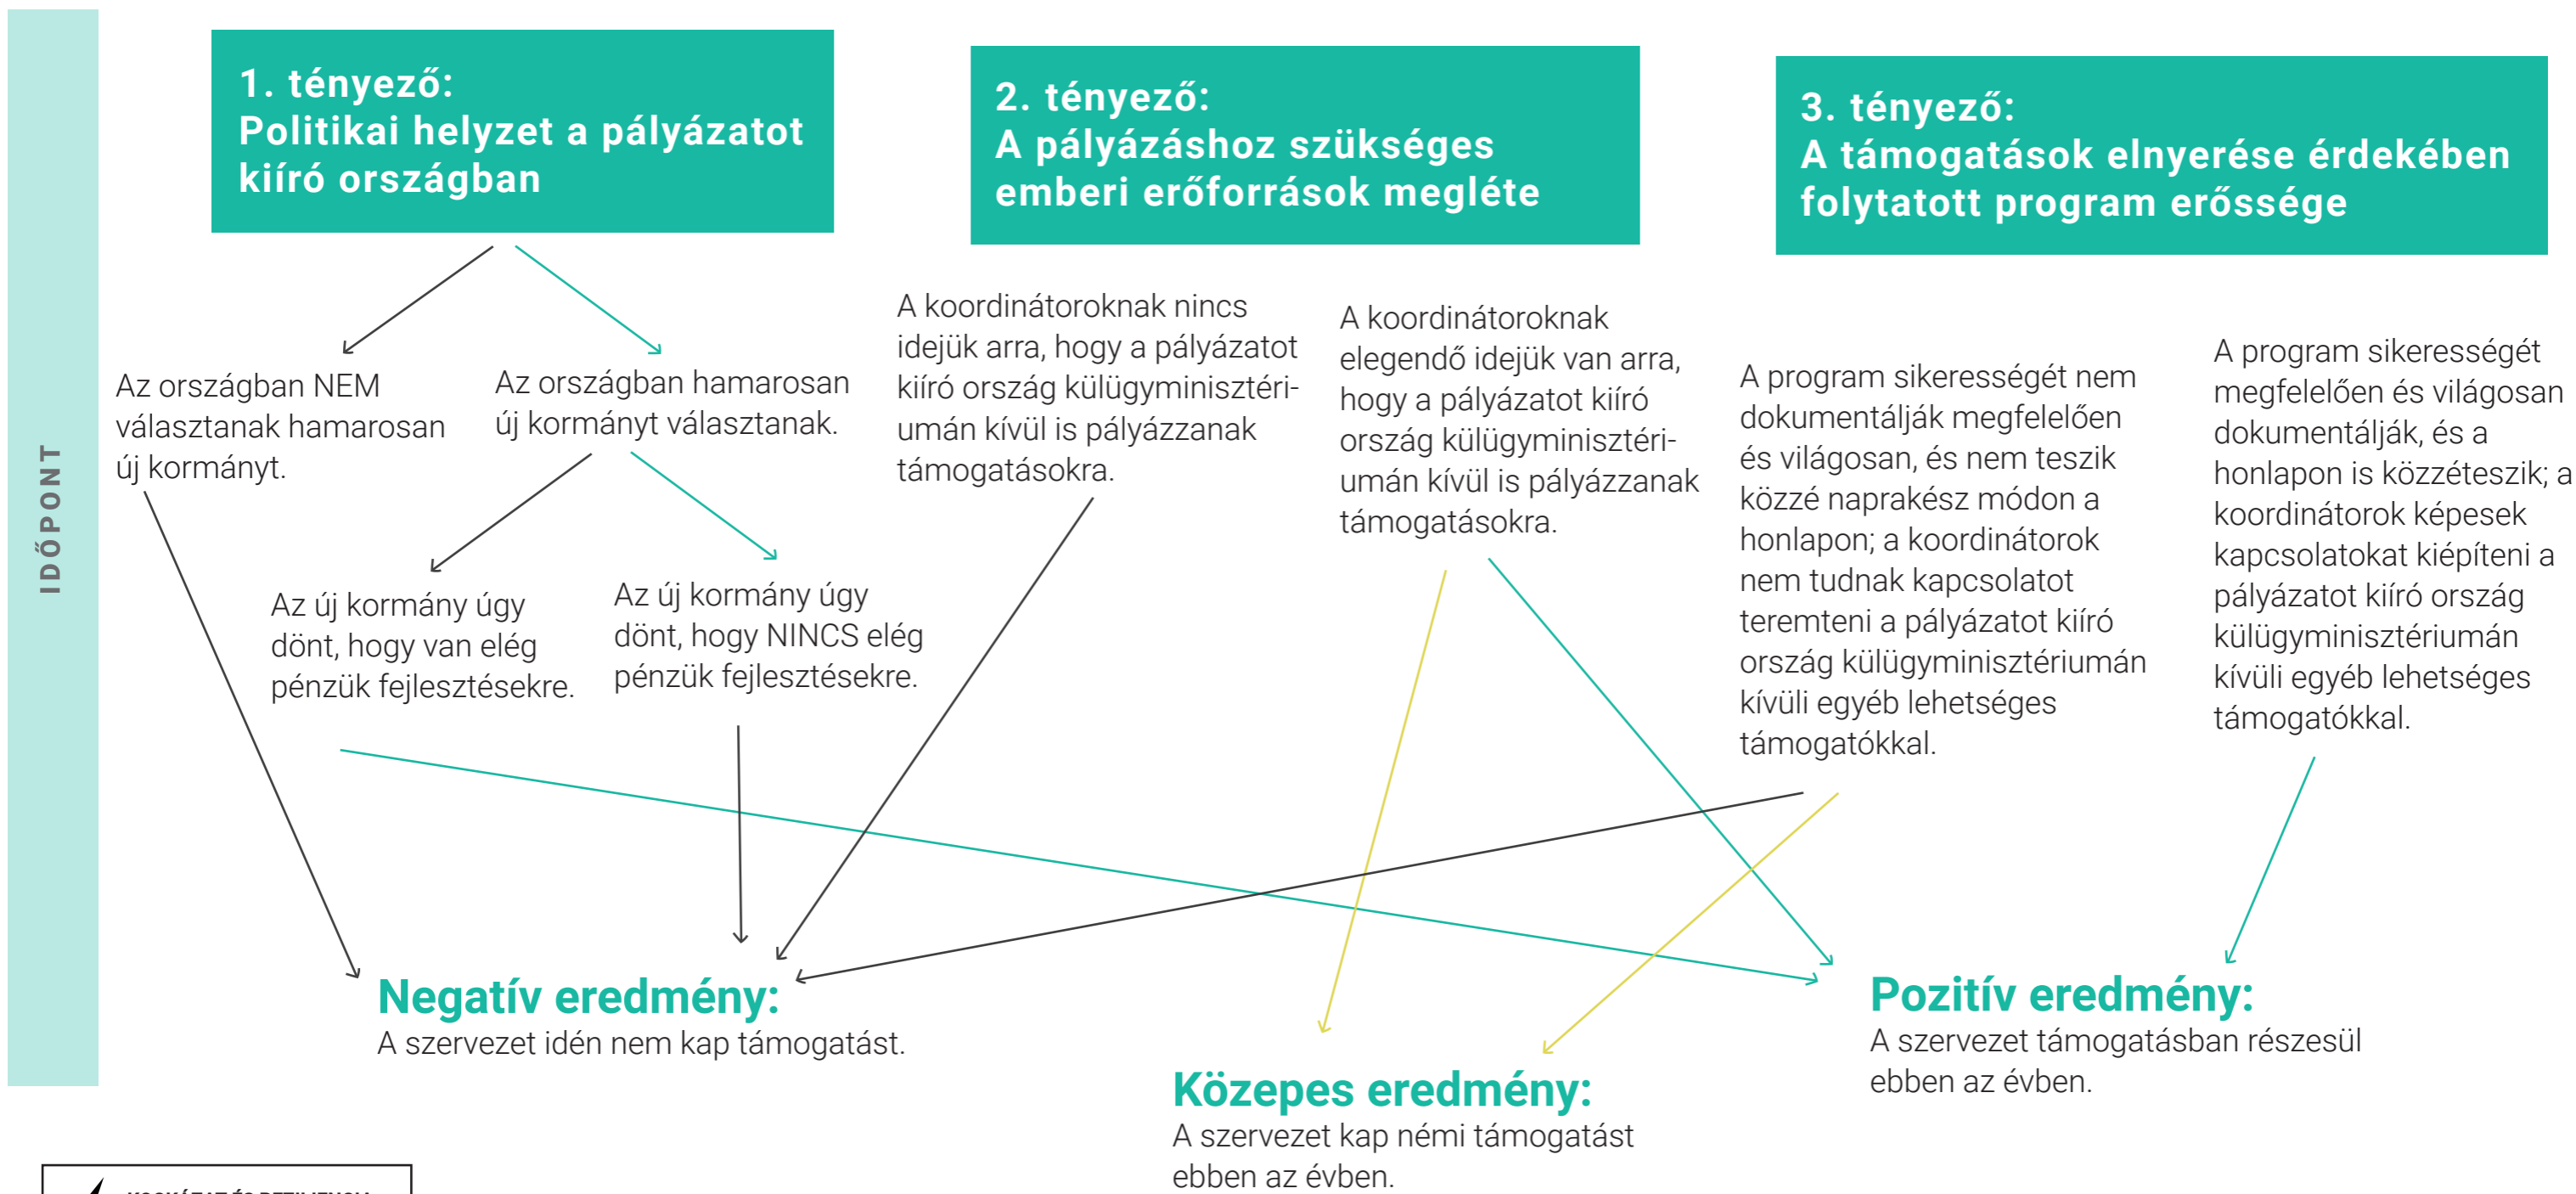 IDŐPONT
1. tényező:
Politikai helyzet a pályázatot
kiíró országban
2. tényező:
A pályázáshoz szükséges
emberi erőforrások megléte
3. tényező:
A támogatások elnyerése érdekében
folytatott program erőssége
Az országban NEM
választanak hamarosan
új kormányt.
Az országban hamarosan
új kormányt választanak.
Az új kormány úgy
dönt, hogy van elég
pénzük fejlesztésekre.
Az új kormány úgy
dönt, hogy NINCS elég
pénzük fejlesztésekre.
A koordinátoroknak nincs
idejük arra, hogy a pályázatot
kiíró ország külügyminisztéri-
umán kívül is pályázzanak
támogatásokra.
A koordinátoroknak
elegendő idejük van arra,
hogy a pályázatot kiíró
ország külügyminisztéri-
umán kívül is pályázzanak
támogatásokra.
A program sikerességét nem
dokumentálják megfelelően
és világosan, és nem teszik
közzé naprakész módon a
honlapon; a koordinátorok
nem tudnak kapcsolatot
teremteni a pályázatot kiíró
ország külügyminisztériumán
kívüli egyéb lehetséges
támogatókkal.
A program sikerességét
megfelelően és világosan
dokumentálják, és a
honlapon is közzéteszik; a
koordinátorok képesek
kapcsolatokat kiépíteni a
pályázatot kiíró ország
külügyminisztériumán
kívüli egyéb lehetséges
támogatókkal.
Negatív eredmény:
A szervezet idén nem kap támogatást.
Közepes eredmény:
A szervezet kap némi támogatást
ebben az évben.
Pozitív eredmény:
A szervezet támogatásban részesül
ebben az évben.